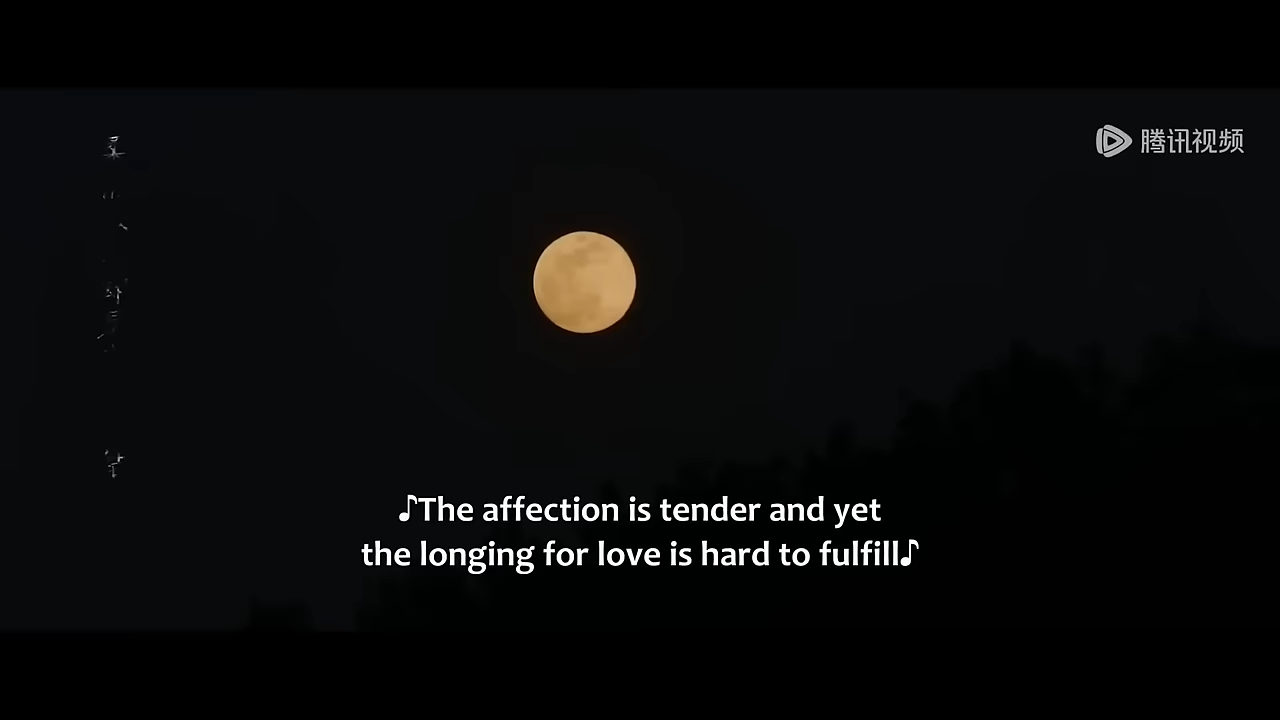 腾讯视频
♪The affection is tender and yet
the longing for love is hard to fulfill♪